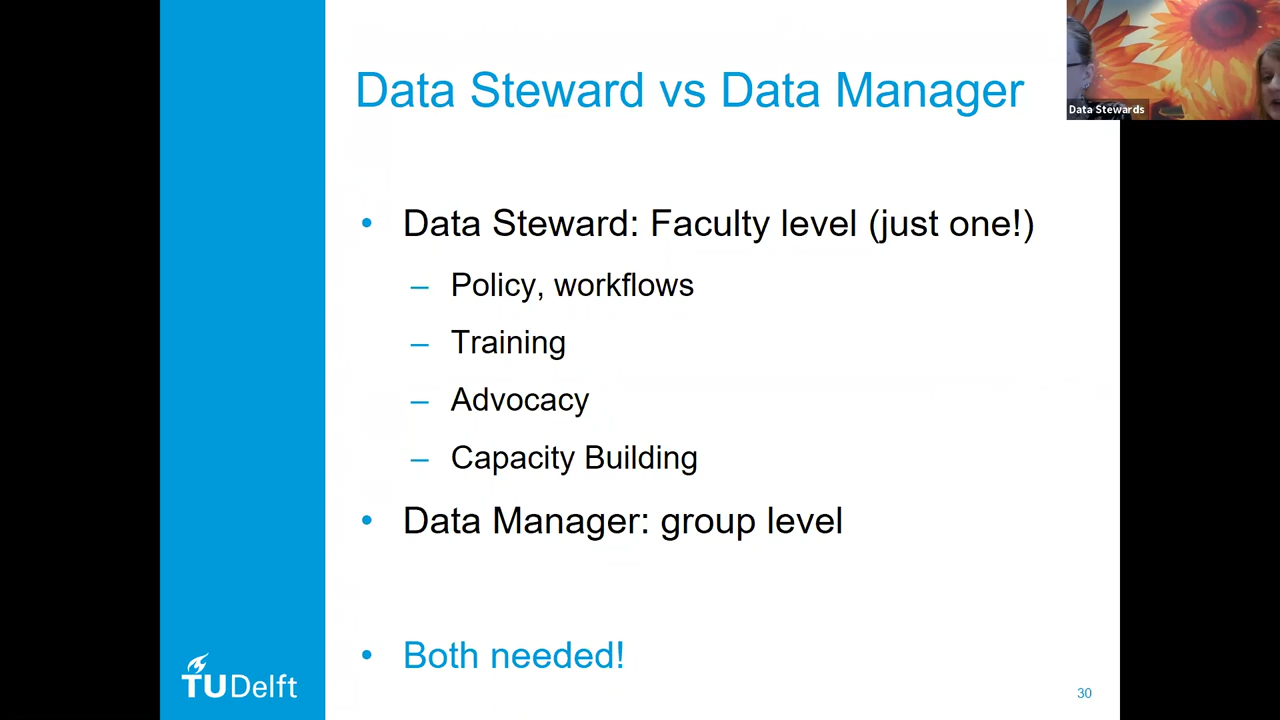 Data Steward vs Data Manager
Data Stewards
• Data Steward: Faculty level (just one!)
– Policy, workflows
– Training
– Advocacy
– Capacity Building
• Data Manager: group level
• Both needed!
TUDelft
30